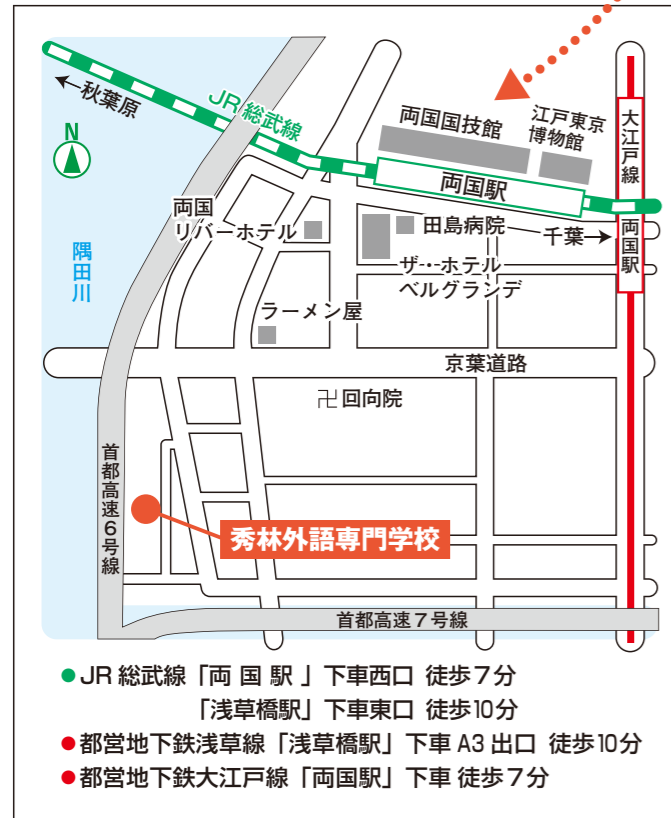 ←秋葉原
JR 総武線
N
両国国技館
江戸東京
博物館
大江戸線
両国駅
両国駅
両国
リバーホテル
田島病院
千葉→
ザ・ホテル
ベルグランデ
隅田川
ラーメン屋
京葉道路
卍回向院
首都高速6号線
秀林外語専門学校
首都高速7号線
●JR 総武線「両 国 駅 」下車西口 徒歩7分
「浅草橋駅」下車東口 徒歩10分
●都営地下鉄浅草線「浅草橋駅」下車 A3 出口 徒歩10分
●都営地下鉄大江戸線「両国駅」下車 徒歩7分